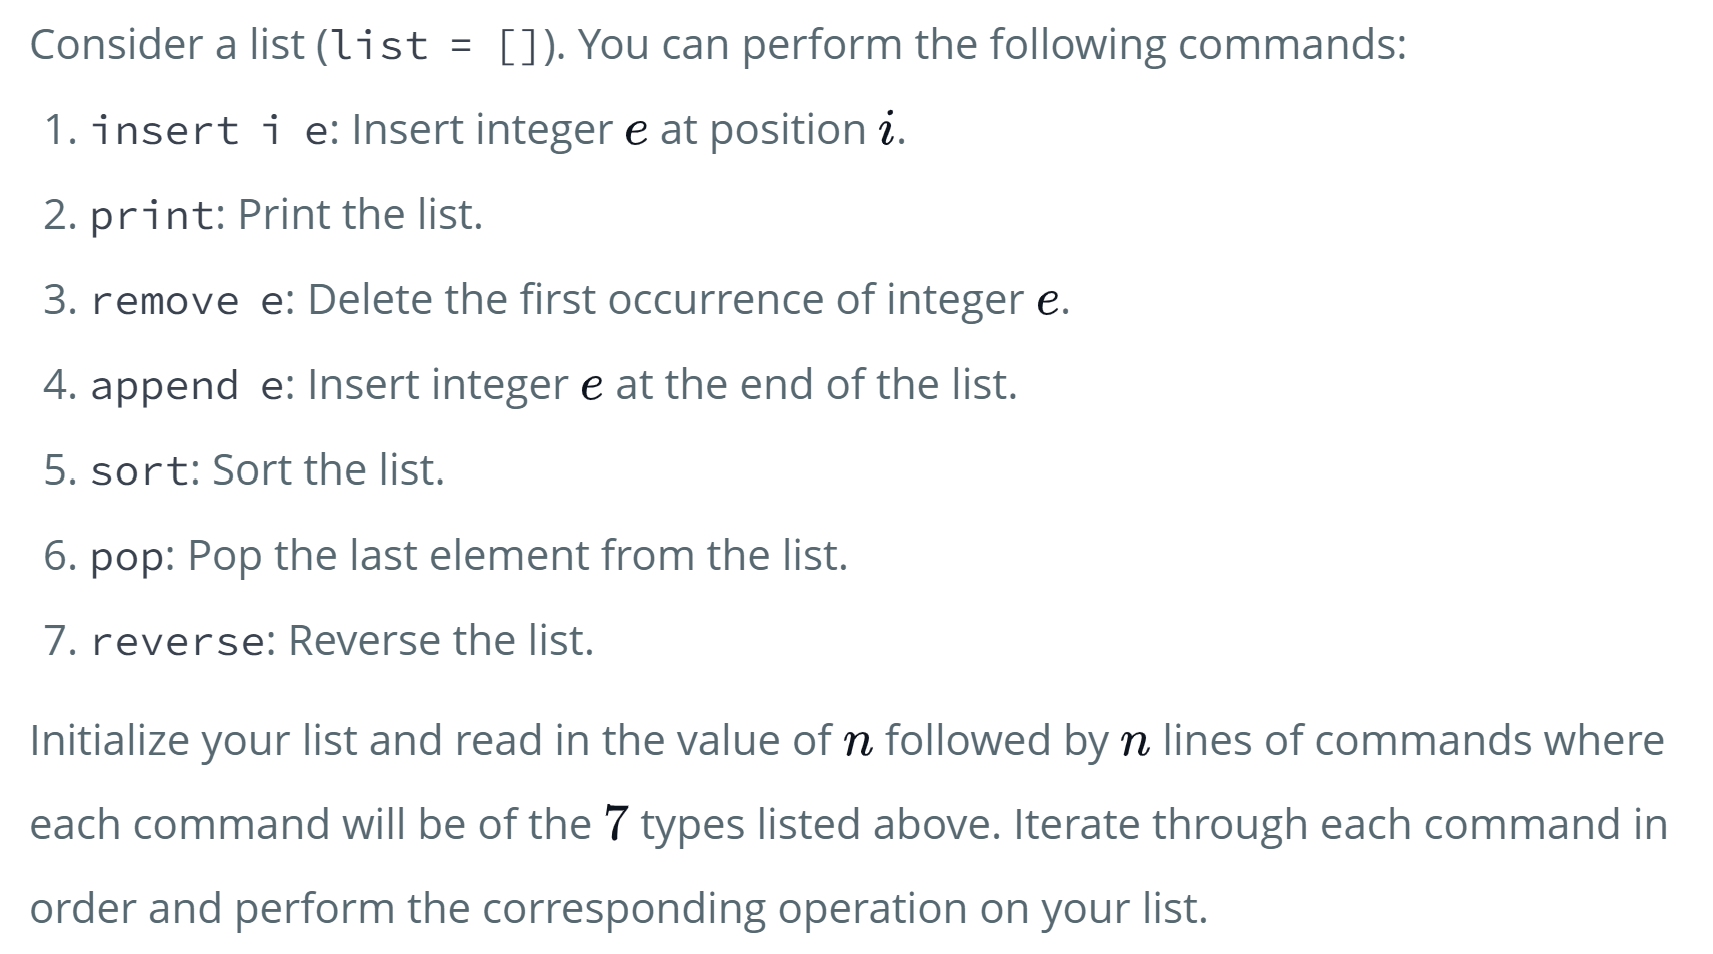 Consider a list (list = []). You can perform the following commands:
1. insert i e: Insert integer e at position i.
2. print: Print the list.
3. remove e: Delete the first occurrence of integer e.
4. append e: Insert integer e at the end of the list.
5. sort: Sort the list.
6. pop: Pop the last element from the list.
7. reverse: Reverse the list.
Initialize your list and read in the value of n followed by n lines of commands where
each command will be of the 7 types listed above. Iterate through each command in
order and perform the corresponding operation on your list.